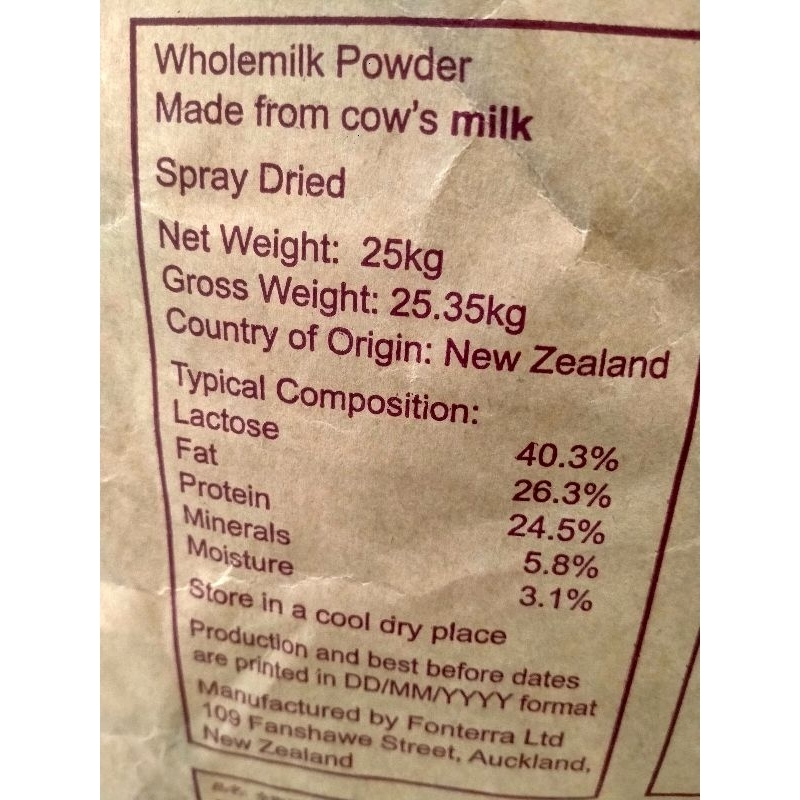 Wholemilk Powder
Made from cow's milk
Spray Dried
Net Weight: 25kg
Gross Weight: 25.35kg
Country of Origin: New Zealand
Typical Composition:
Lactose 40.3%
Fat 26.3%
Protein 24.5%
Minerals 5.8%
Moisture 3.1%
Store in a cool dry place
Production and best before dates
are printed in DD/MM/YYYY format
Manufactured by Fonterra Ltd
109 Fanshawe Street, Auckland,
New Zealand